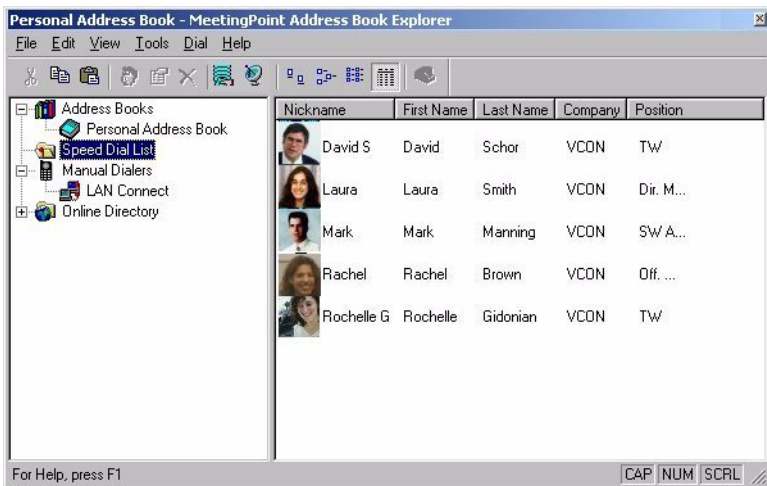 Personal Address Book - MeetingPoint Address Book Explorer
File Edit View Tools Dial Help
Address Books
Personal Address Book
Speed Dial List
Manual Dialers
LAN Connect
Online Directory
Nickname First Name Last Name Company Position
David S David Schor VCON TW
Laura Laura Smith VCON Dir. M...
Mark Mark Manning VCON SW A...
Rachel Rachel Brown VCON Off. ...
Rochelle G Rochelle Gidonian VCON TW
For Help, press F1
CAP NUM SCRL